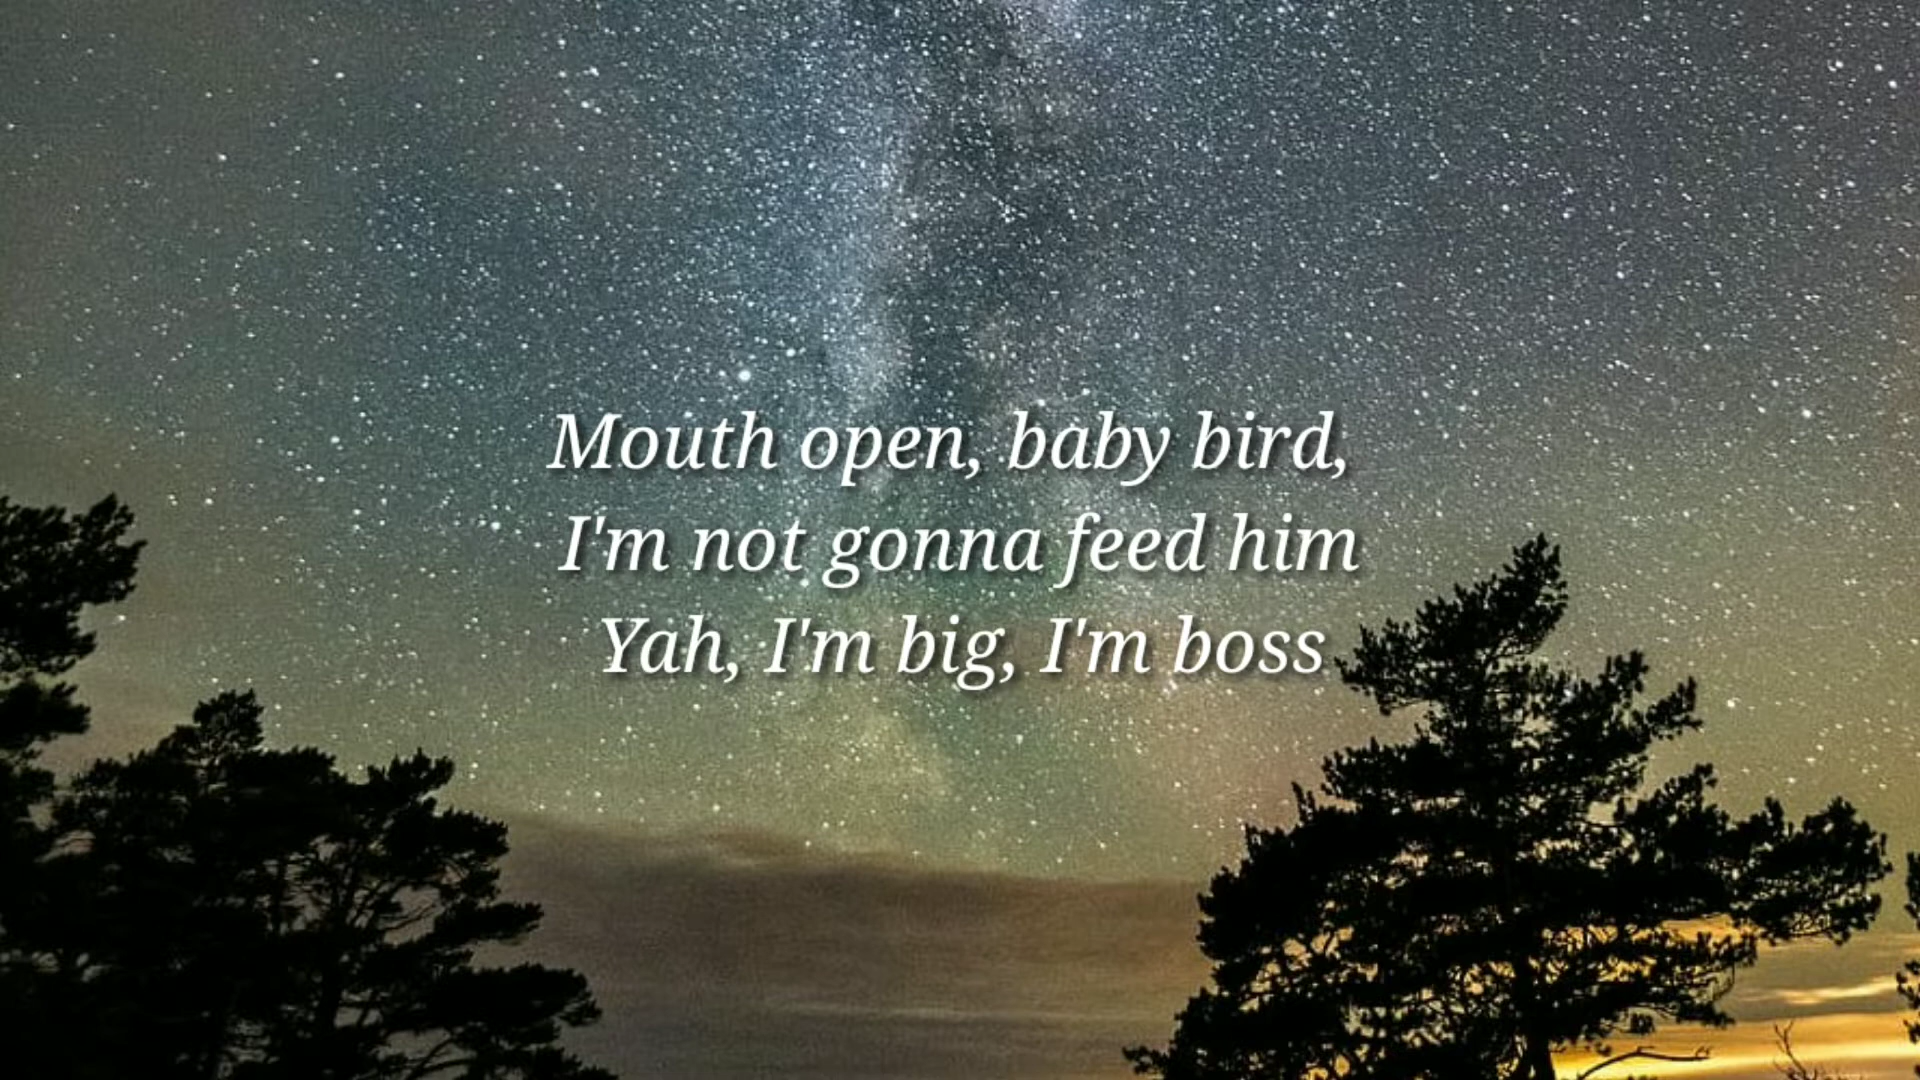 Mouth open, baby bird,
I'm not gonna feed him
Yah, I'm big, I'm boss